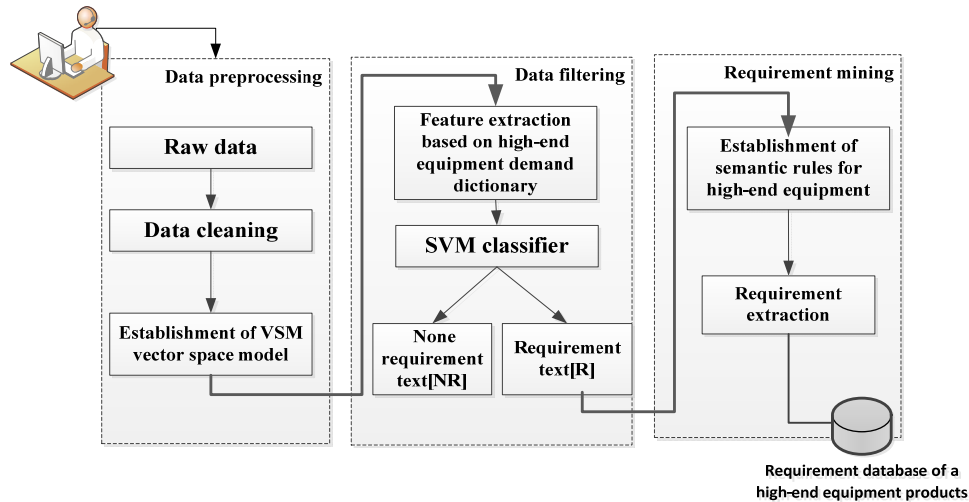 Data preprocessing
Raw data
Data cleaning
Establishment of VSM
vector space model
Data filtering
Feature extraction
based on high-end
equipment demand
dictionary
SVM classifier
None
requirement
text[NR]
Requirement
text[R]
Requirement mining
Establishment of
semantic rules for
high-end equipment
Requirement
extraction
Requirement database of a
high-end equipment products